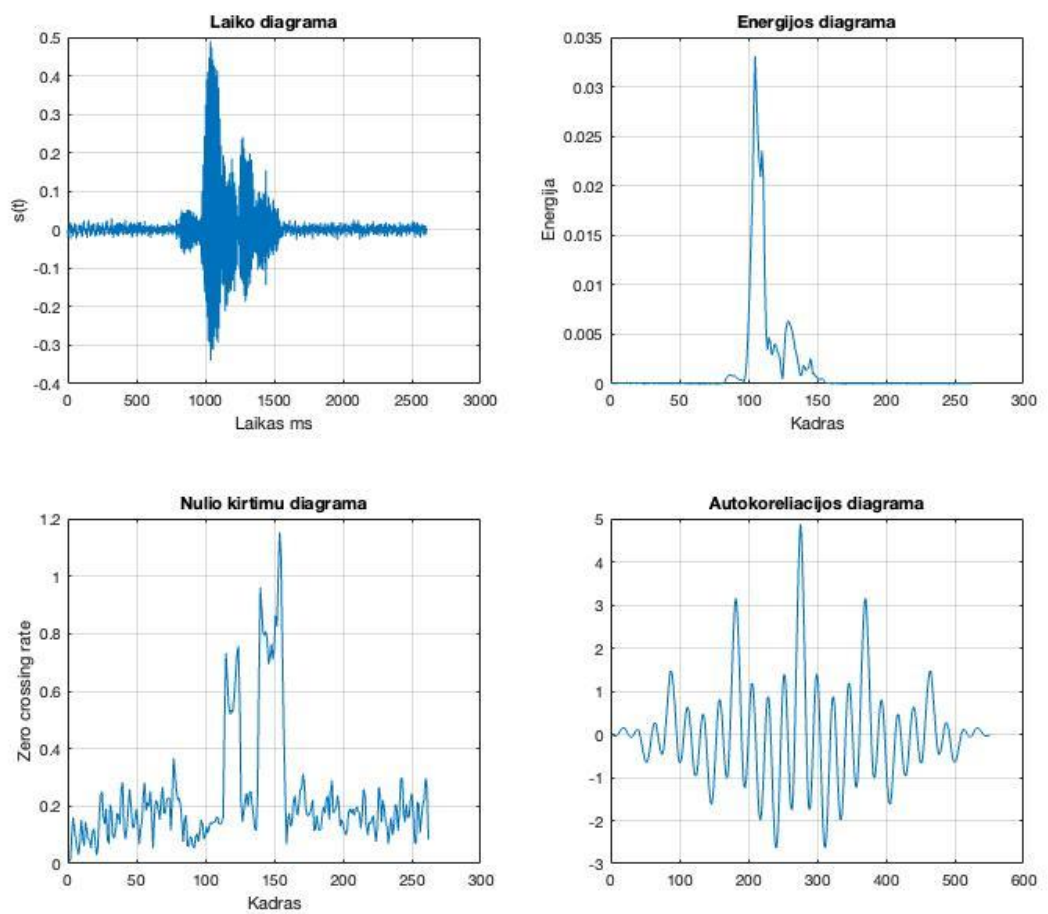 Laiko diagrama
s(t)
0.5
0.4
0.3
0.2
0.1
0
-0.1
-0.2
-0.3
-0.4
0 500 1000 1500 2000 2500 3000
Laikas ms
Energijos diagrama
Energija
0.035
0.03
0.025
0.02
0.015
0.01
0.005
0
0 50 100 150 200 250 300
Kadras
Nulio kirtimu diagrama
Zero crossing rate
1.2
1
0.8
0.6
0.4
0.2
0
0 50 100 150 200 250 300
Kadras
Autokoreliacijos diagrama
5
4
3
2
1
0
-1
-2
-3
0 100 200 300 400 500 600